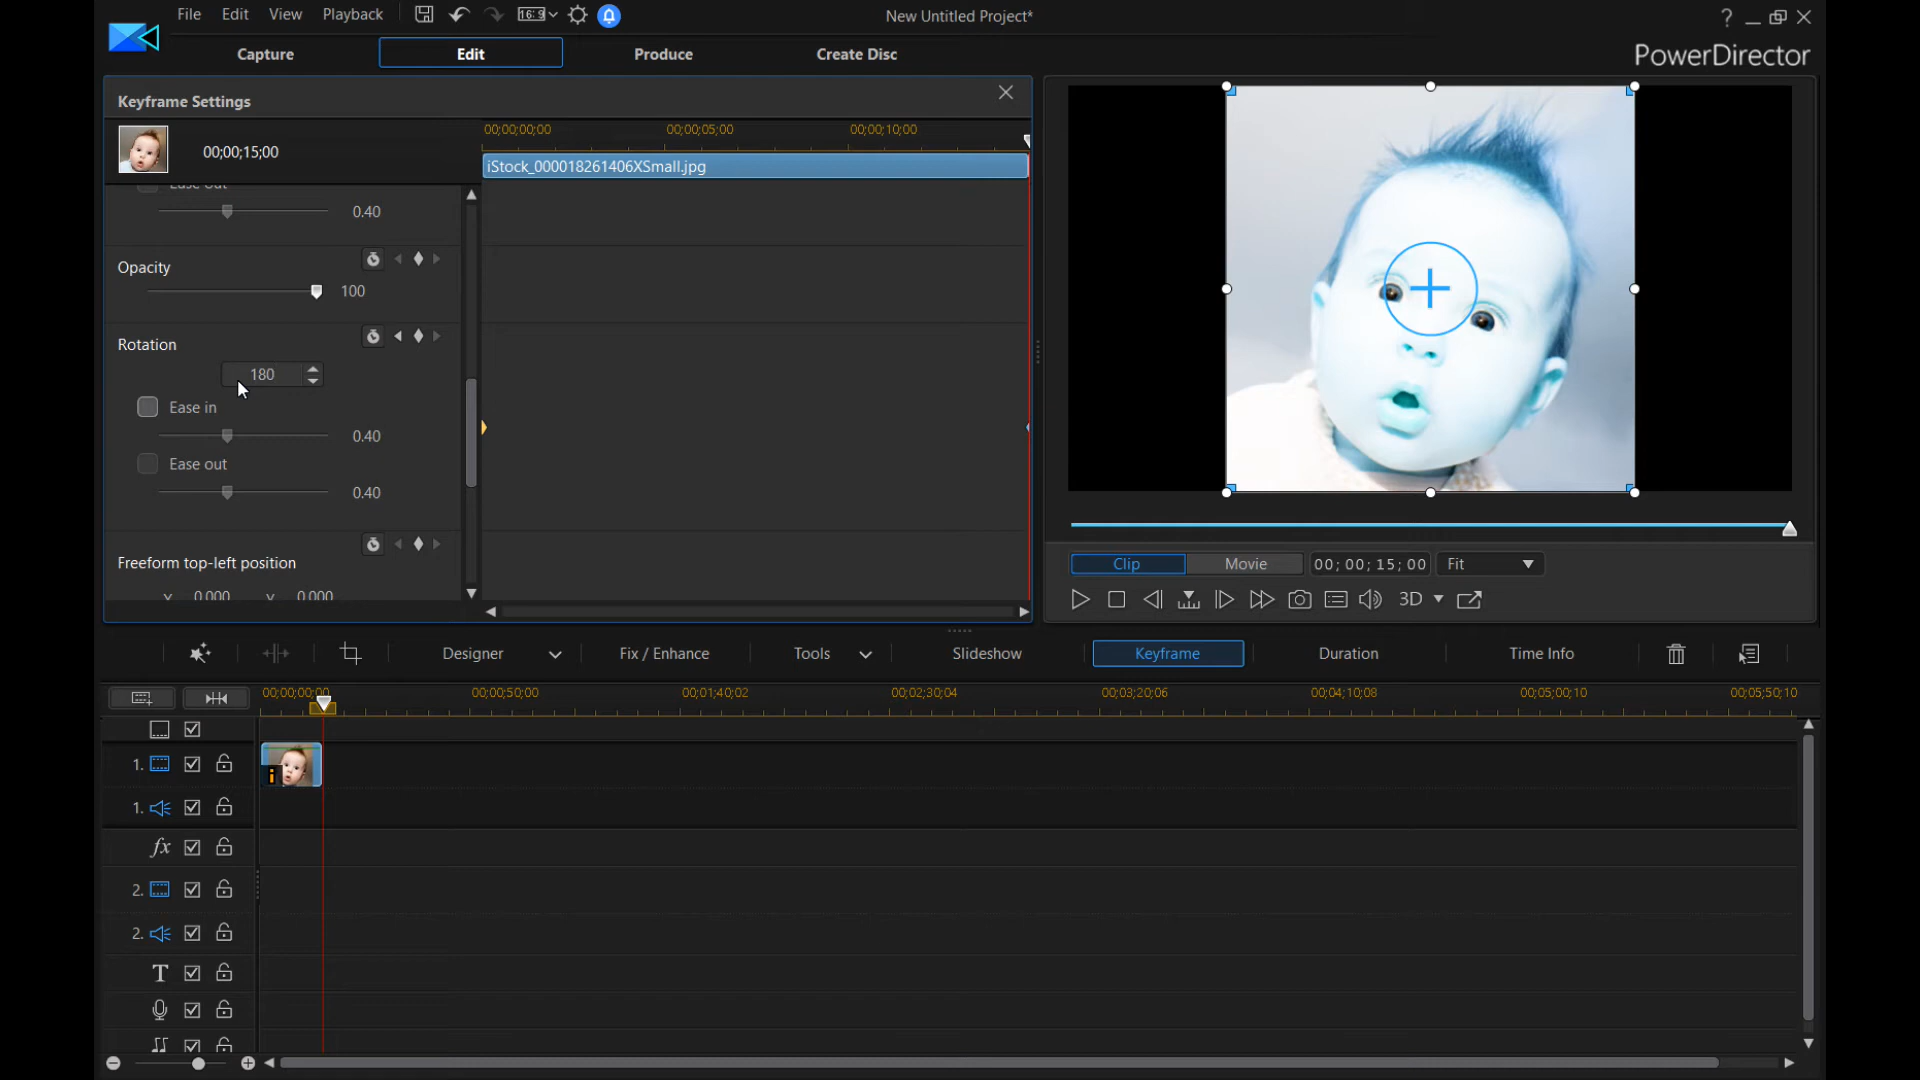 File Edit View Playback 16:9 New Untitled Project* ?
Capture Edit Produce Create Disc PowerDirector
Keyframe Settings
00;00;00;00 00;00;05;00 00;00;10;00
00;00;15;00
iStock_000018261406XSmall.jpg
Ease Out
0.40
Opacity
100
Rotation
180
Ease in
0.40
Ease out
0.40
Freeform top-left position
0.000 0.000
Clip Movie 00; 00; 15; 00 Fit
3D
Designer Fix / Enhance Tools Slideshow Keyframe Duration Time Info
00;00;00;00 00;00;50;00 00;01;40;02 00;02;30;04 00;03;20;06 00;04;10;08 00;05;00;10 00;05;50;10
1.
i
1.
fx
2.
2.
T